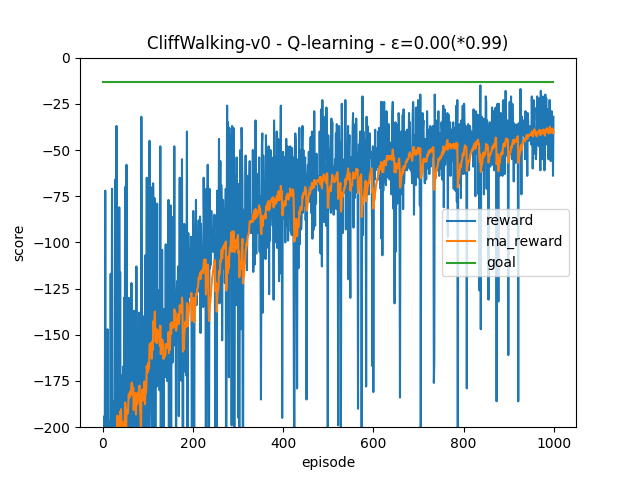 CliffWalking-v0 - Q-learning - ε=0.00(*0.99)
0
−25
−50
−75
−100
−125
−150
−175
−200
score
reward
ma_reward
goal
0 200 400 600 800 1000
episode